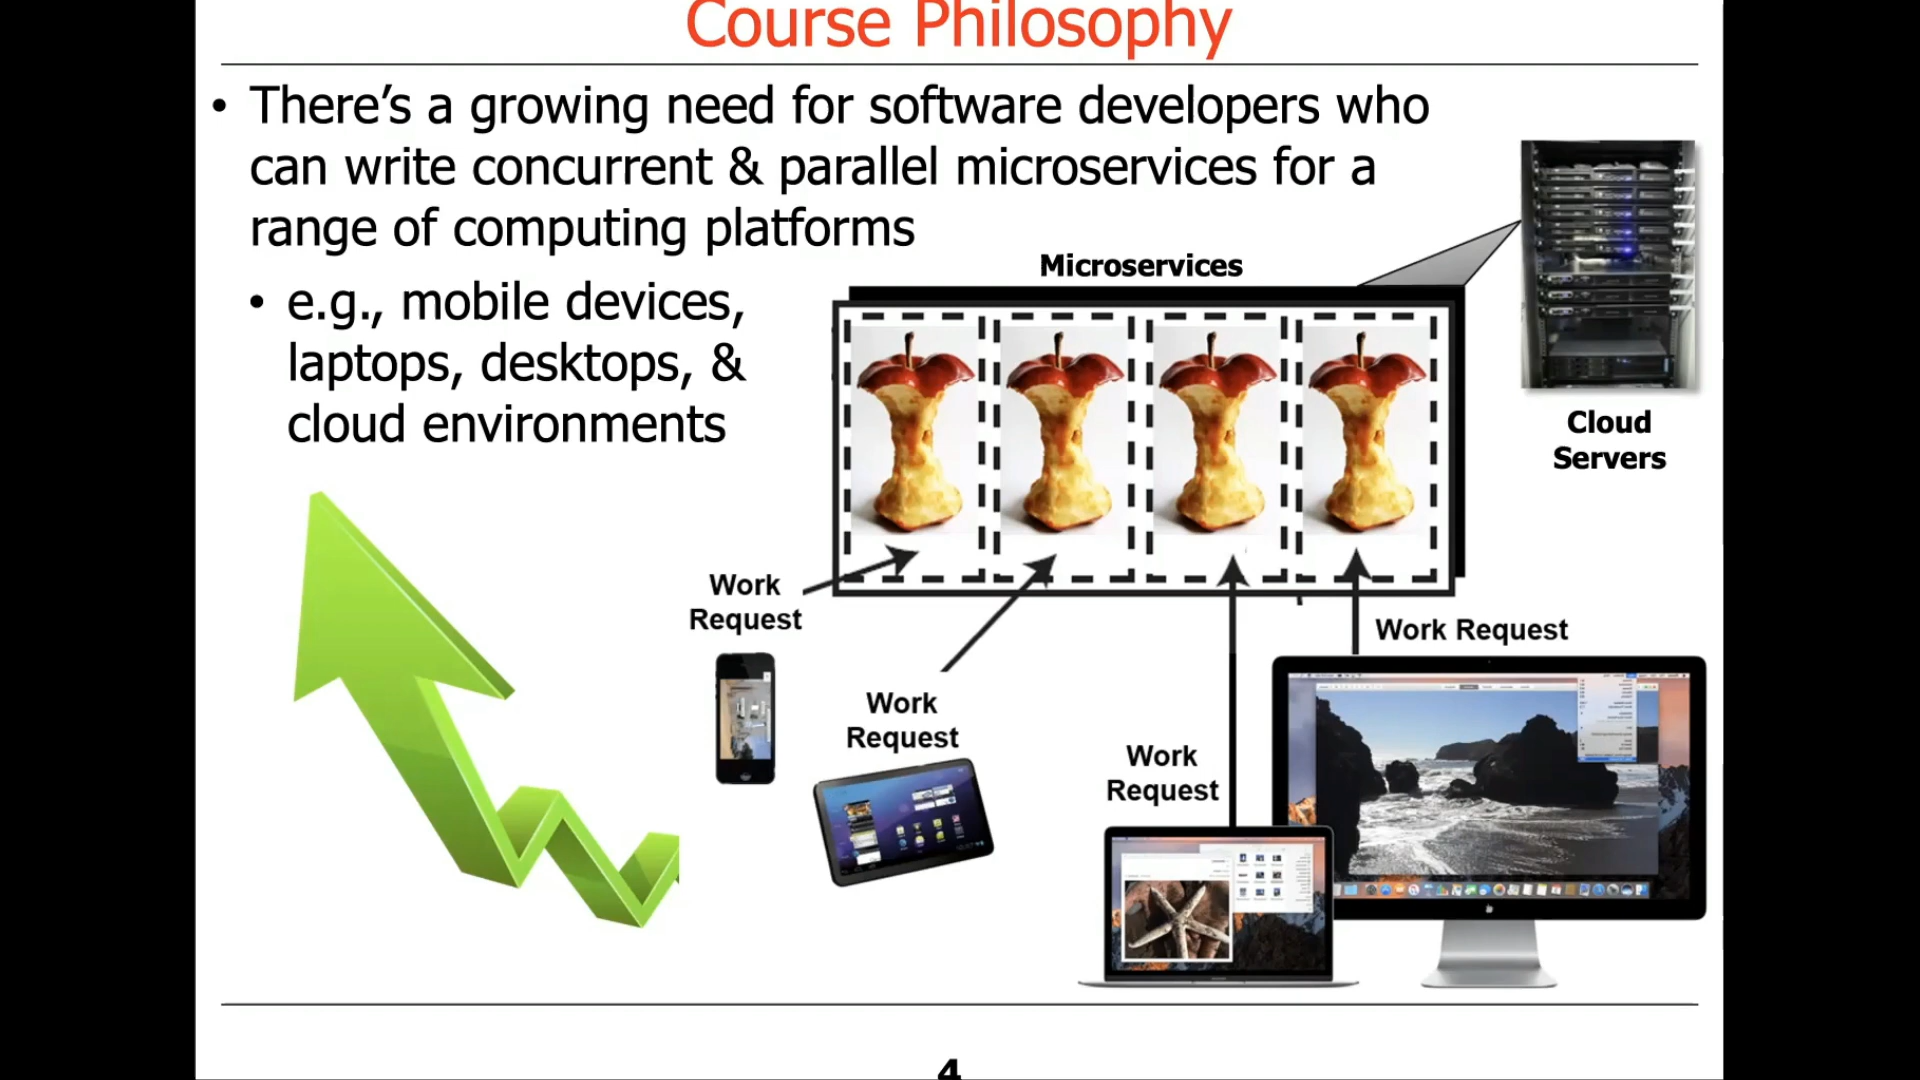 Course Philosophy
• There’s a growing need for software developers who
can write concurrent & parallel microservices for a
range of computing platforms
• e.g., mobile devices,
laptops, desktops, &
cloud environments
Microservices
Cloud
Servers
Work
Request
Work
Request
Work
Request
Work Request
4